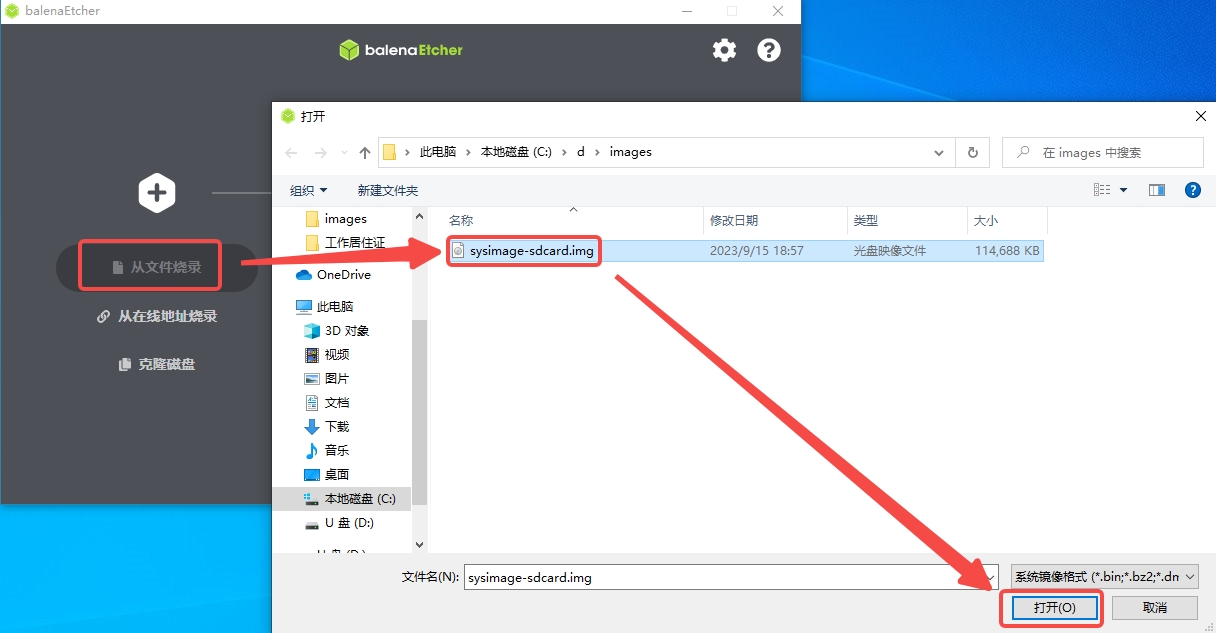 balenaEtcher
balenaEtcher
从文件烧录
从在线地址烧录
克隆磁盘
打开
此电脑 › 本地磁盘 (C:) › d › images
在 images 中搜索
组织
新建文件夹
images
工作居住证
OneDrive
此电脑
3D 对象
视频
图片
文档
下载
音乐
桌面
本地磁盘 (C:)
U 盘 (D:)
U 盘 (D:)
名称
修改日期
类型
大小
sysimage-sdcard.img
2023/9/15 18:57
光盘映像文件
114,688 KB
文件名(N):
sysimage-sdcard.img
系统镜像格式 (*.bin;*.bz2;*.dn
打开(O)
取消